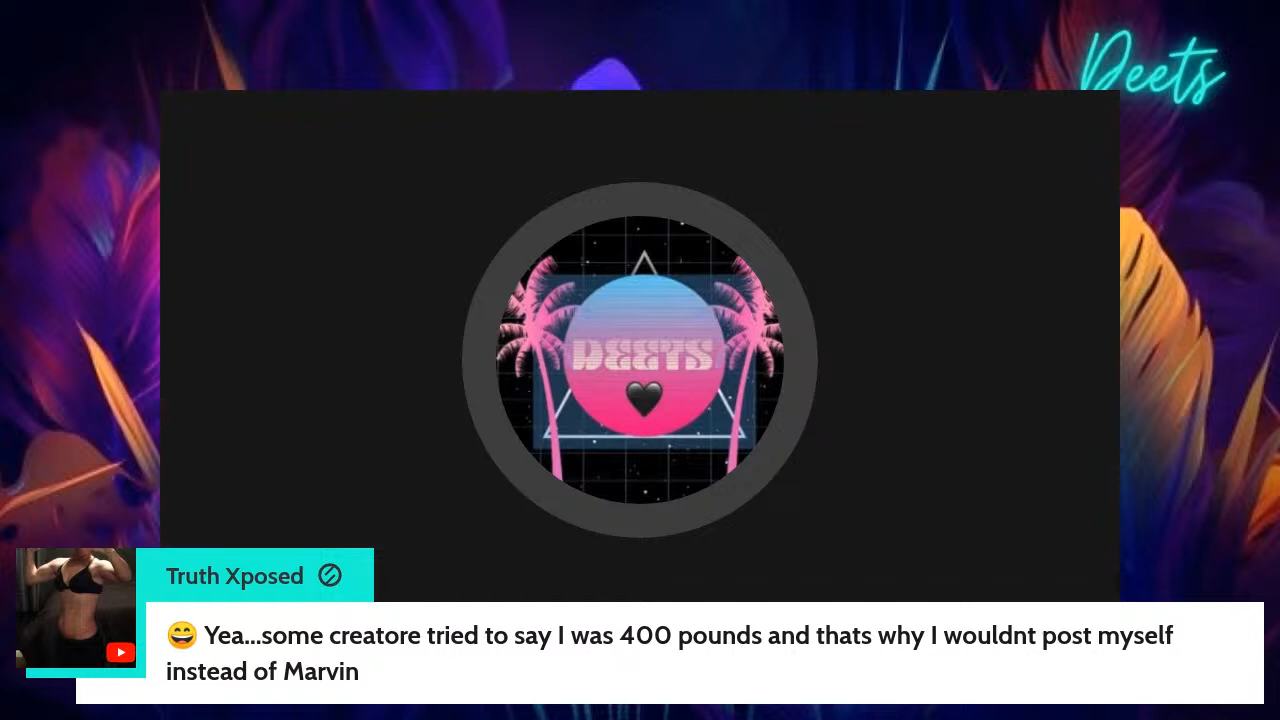 Deets
DEETS
Truth Xposed
😄 Yea...some creatore tried to say I was 400 pounds and thats why I wouldnt post myself
instead of Marvin